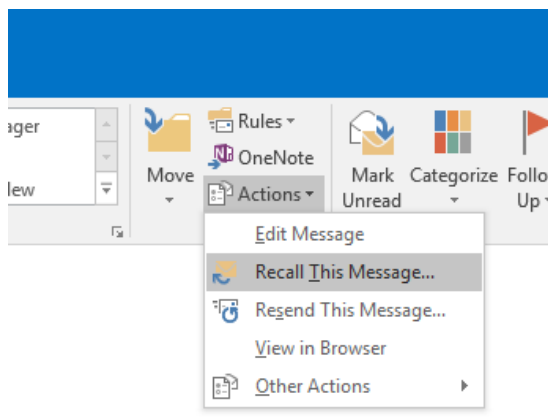 ager
Rules
OneNote
Move
Actions
Mark
Unread
Categorize
Follo
Up
iew
Edit Message
Recall This Message...
Resend This Message...
View in Browser
Other Actions